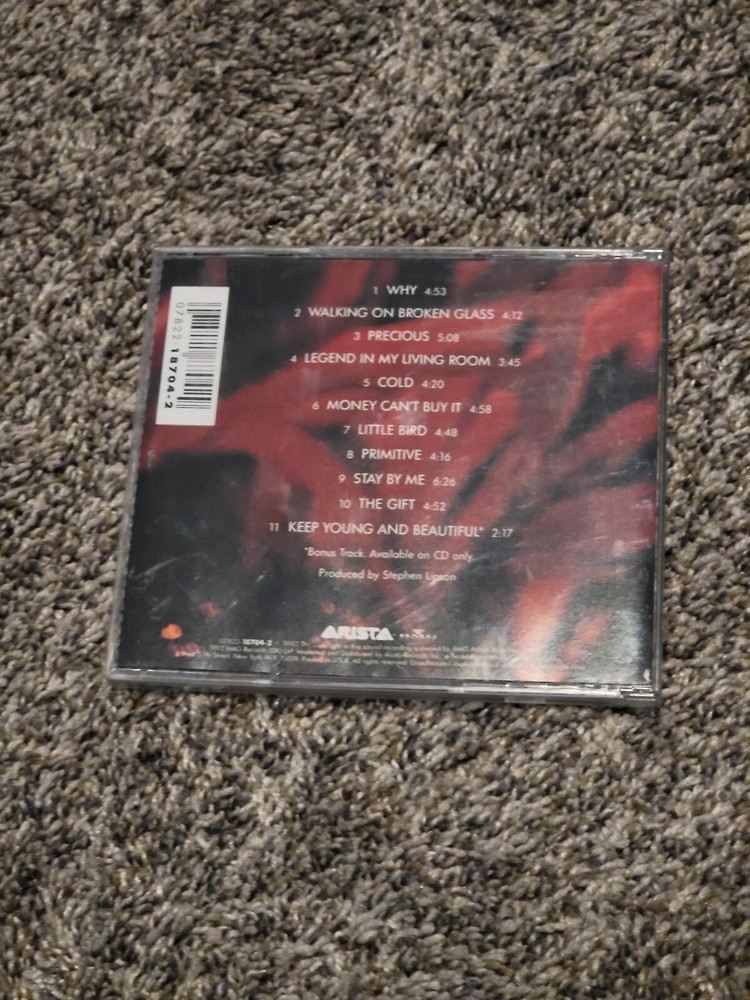 07822 18704-2
1 WHY 4:53
2 WALKING ON BROKEN GLASS 4:12
3 PRECIOUS 5:08
4 LEGEND IN MY LIVING ROOM 3:45
5 COLD 4:20
6 MONEY CAN'T BUY IT 4:58
7 LITTLE BIRD 4:48
8 PRIMITIVE 4:16
9 STAY BY ME 6:26
10 THE GIFT 4:52
11 KEEP YOUNG AND BEAUTIFUL* 2:17
*Bonus Track. Available on CD only.
Produced by Stephen Lipson
ARISTA
07822 18704-2